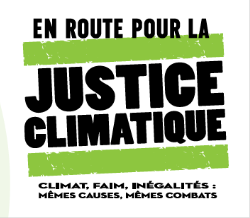 EN ROUTE POUR LA
JUSTICE
CLIMATIQUE
CLIMAT, FAIM, INÉGALITÉS :
MÊMES CAUSES, MÊMES COMBATS